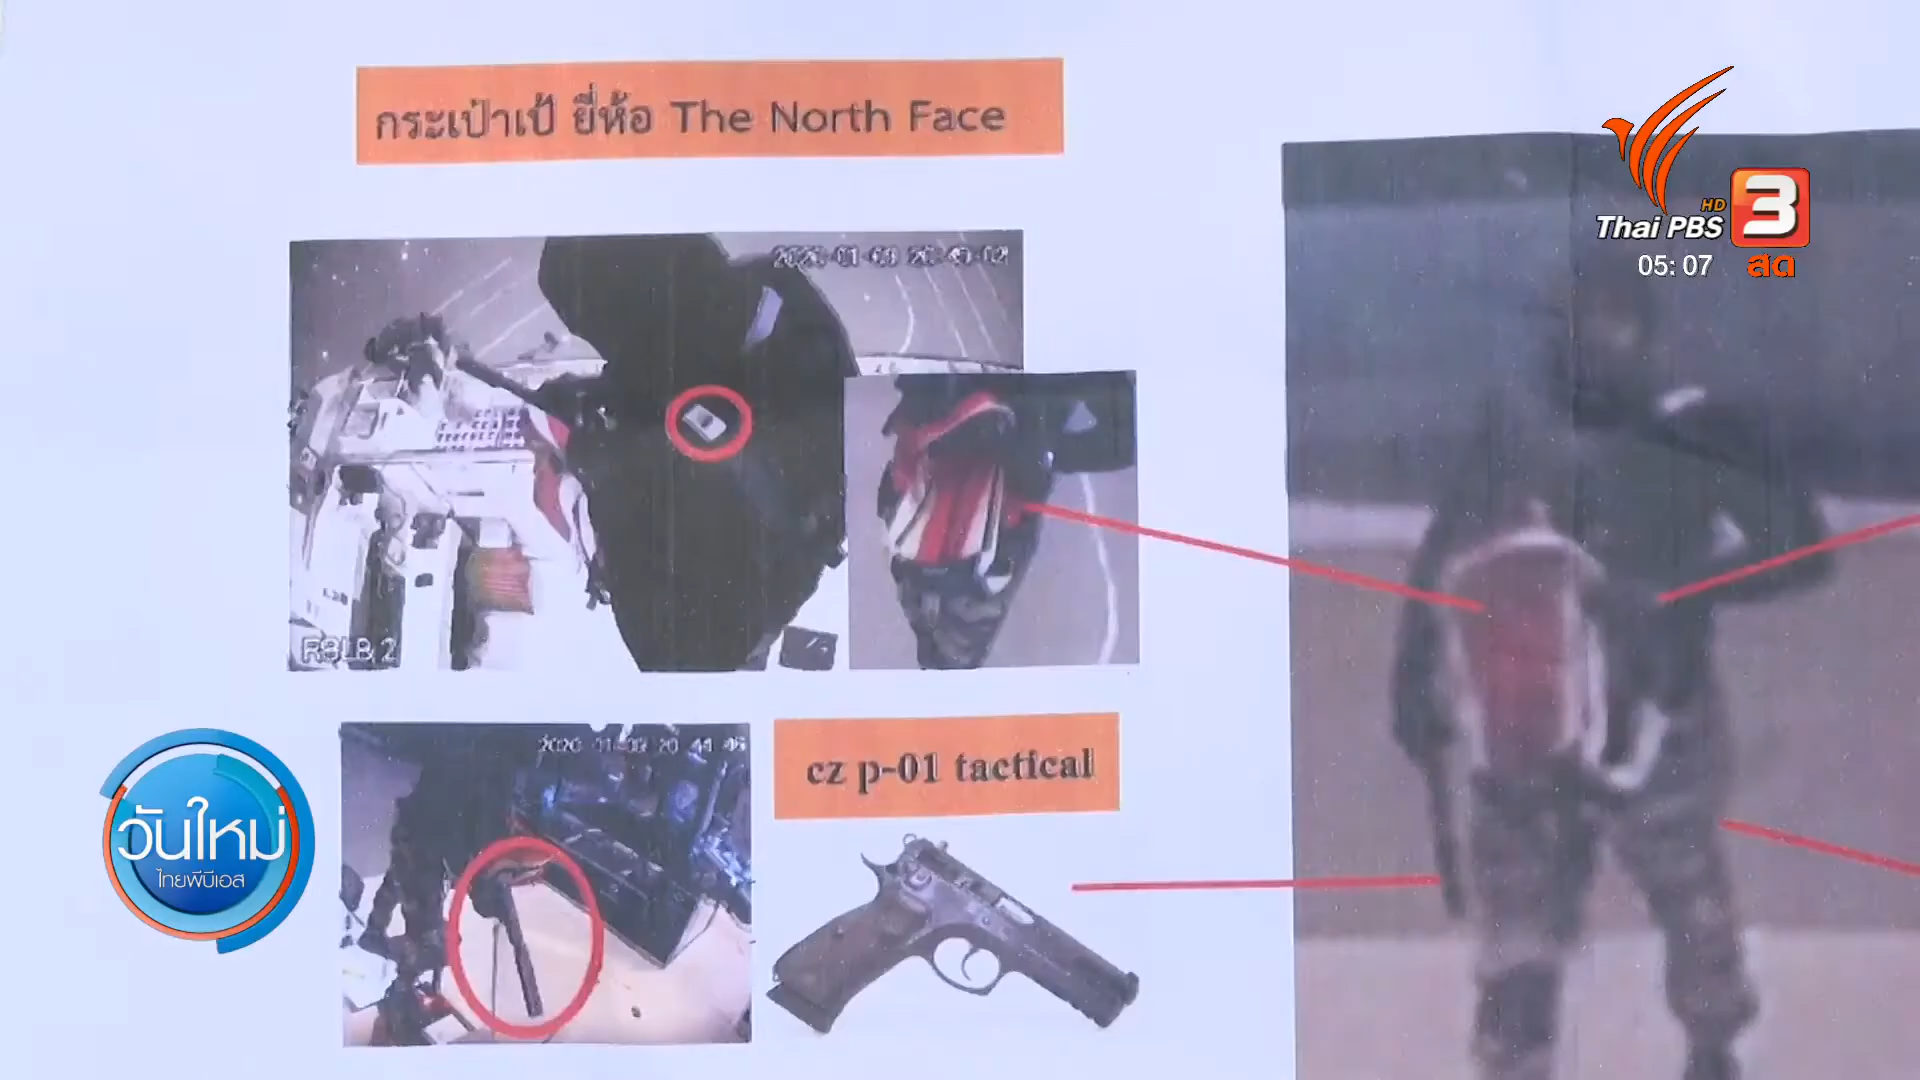 กระเป๋าเป้ ยี่ห้อ The North Face
HD
Thai PBS 3
05: 07 สด
RSLB 2
cz p-01 tactical
วันใหม่
ไทยพีบีเอส